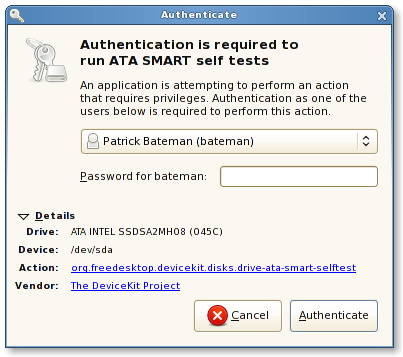 Authenticate
Authentication is required to
run ATA SMART self tests
An application is attempting to perform an action
that requires privileges. Authentication as one of the
users below is required to perform this action.
Patrick Bateman (bateman)
Password for bateman:
Details
Drive: ATA INTEL SSDSA2MH08 (045C)
Device: /dev/sda
Action: org.freedesktop.devicekit.disks.drive-ata-smart-selftest
Vendor: The DeviceKit Project
Cancel Authenticate